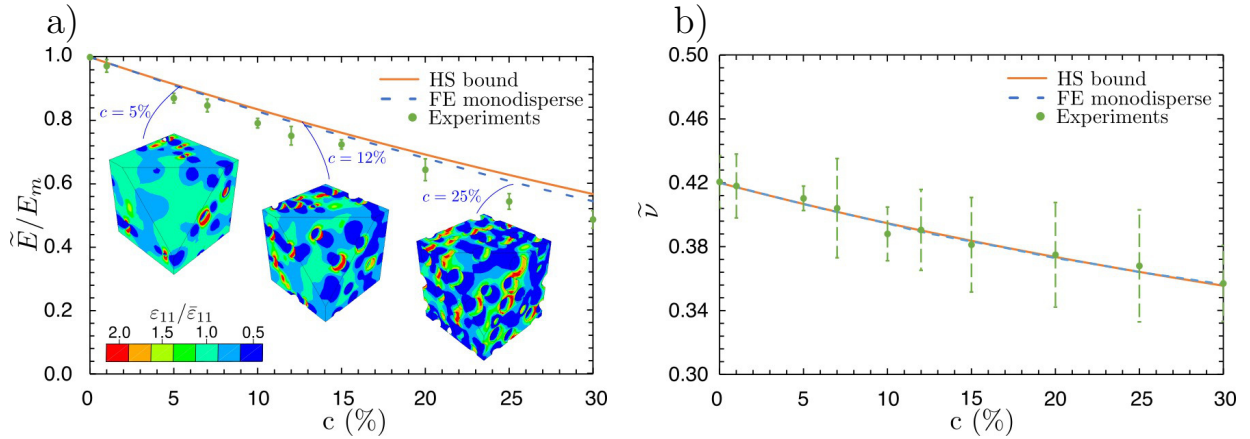 a)
1.0
0.8
0.6
0.4
0.2
0.0
Ẽ/Eₘ
HS bound
FE monodisperse
Experiments
c = 5%
c = 12%
c = 25%
ε₁₁/ε̄₁₁
2.0 1.5 1.0 0.5
0 5 10 15 20 25 30
c (%)
b)
0.50
0.46
0.42
0.38
0.34
0.30
ν̃
HS bound
FE monodisperse
Experiments
0 5 10 15 20 25 30
c (%)